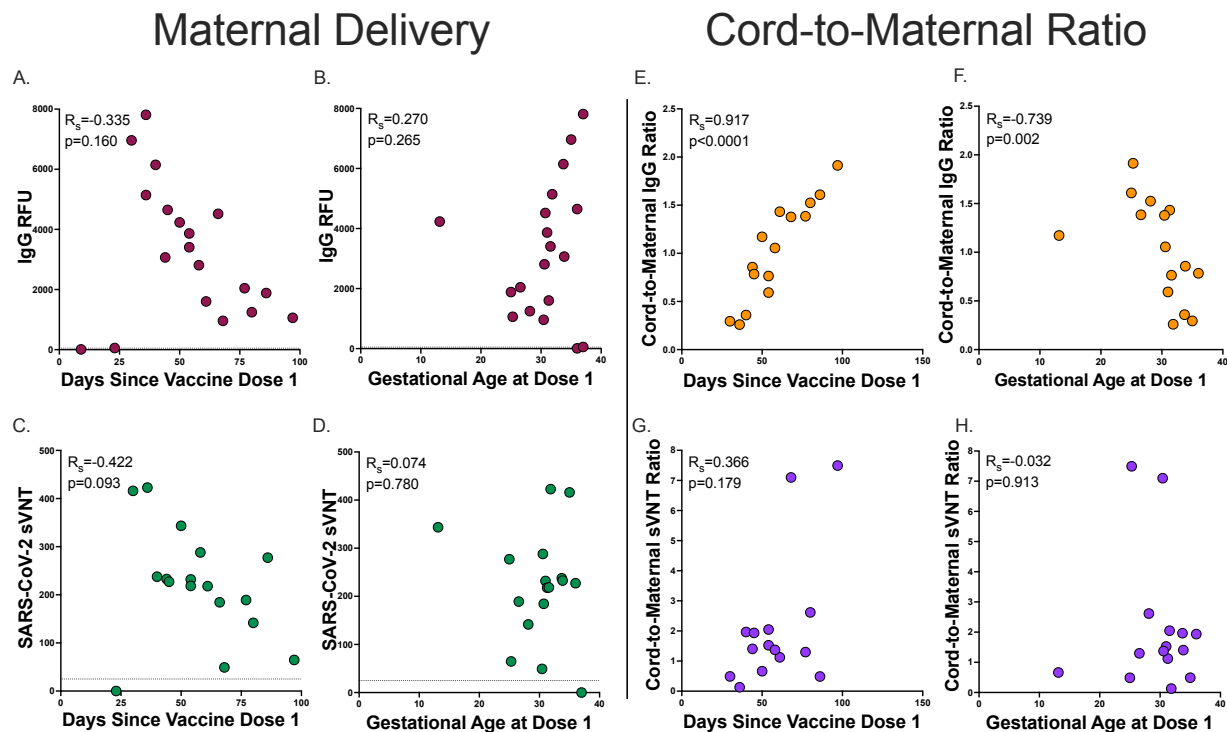 Maternal Delivery
Cord-to-Maternal Ratio
A.
8000
6000
4000
2000
0
IgG RFU
Rs=-0.335
p=0.160
0 25 50 75 100
Days Since Vaccine Dose 1
B.
8000
6000
4000
2000
0
IgG RFU
Rs=0.270
p=0.265
0 10 20 30 40
Gestational Age at Dose 1
E.
2.5
2.0
1.5
1.0
0.5
0.0
Cord-to-Maternal IgG Ratio
Rs=0.917
p<0.0001
0 50 100 150
Days Since Vaccine Dose 1
F.
2.5
2.0
1.5
1.0
0.5
0.0
Cord-to-Maternal IgG Ratio
Rs=-0.739
p=0.002
0 10 20 30 40
Gestational Age at Dose 1
C.
500
400
300
200
100
0
SARS-CoV-2 sVNT
Rs=-0.422
p=0.093
0 25 50 75 100
Days Since Vaccine Dose 1
D.
500
400
300
200
100
0
SARS-CoV-2 sVNT
Rs=0.074
p=0.780
0 10 20 30 40
Gestational Age at Dose 1
G.
8
7
6
5
4
3
2
1
0
Cord-to-Maternal sVNT Ratio
Rs=0.366
p=0.179
0 50 100 150
Days Since Vaccine Dose 1
H.
8
7
6
5
4
3
2
1
0
Cord-to-Maternal sVNT Ratio
Rs=-0.032
p=0.913
0 10 20 30 40
Gestational Age at Dose 1